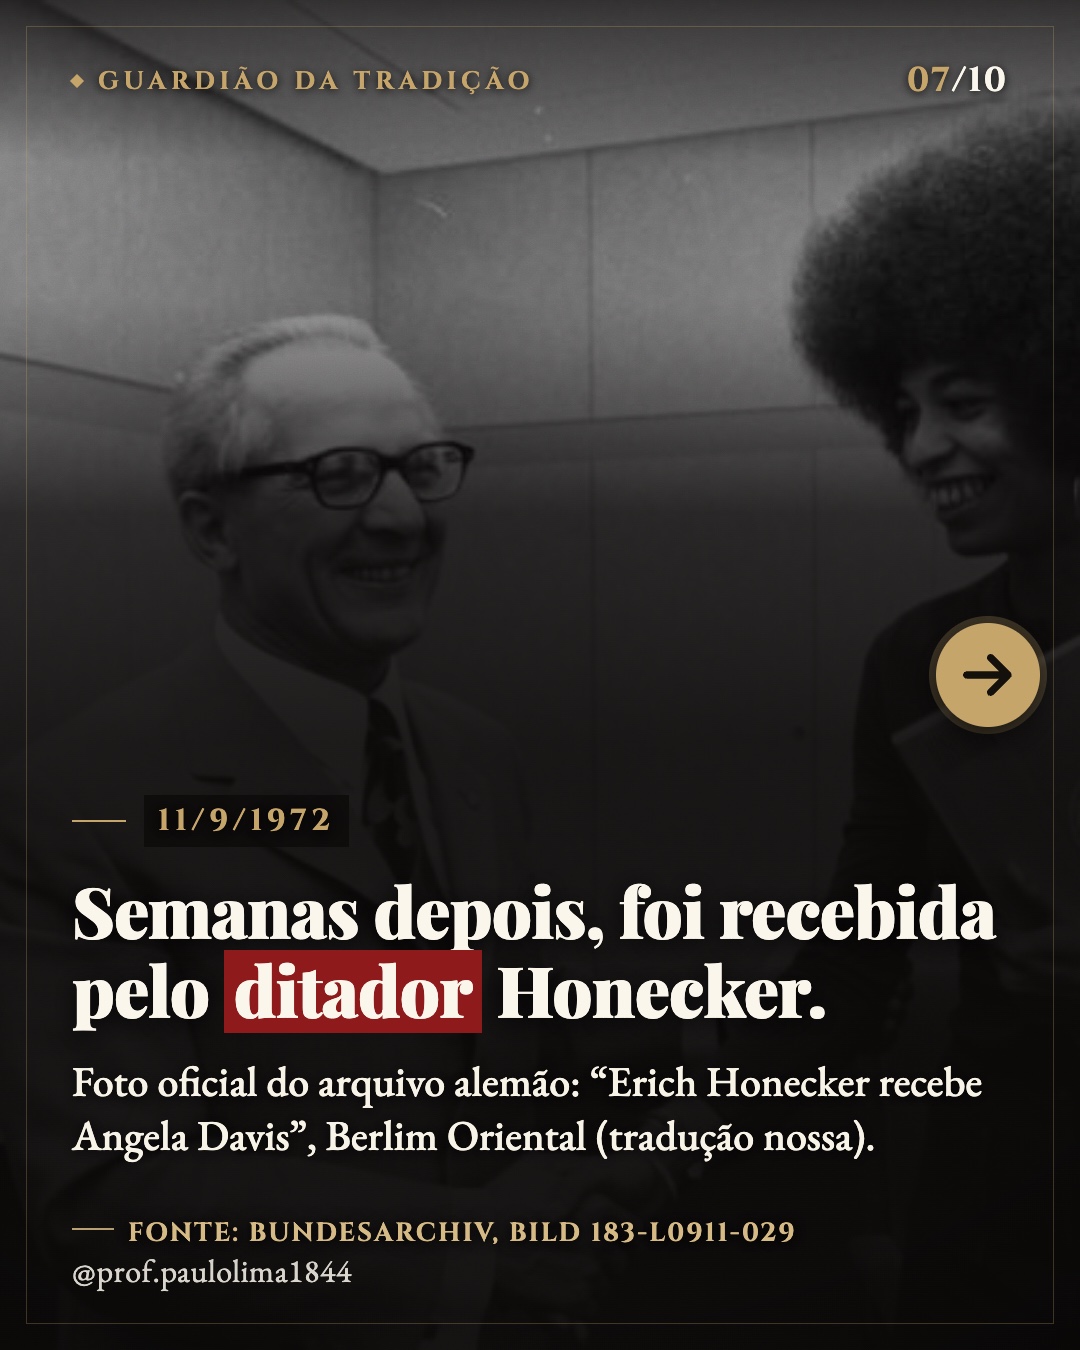 GUARDIÃO DA TRADIÇÃO
07/10
11/9/1972
Semanas depois, foi recebida
pelo ditador Honecker.
Foto oficial do arquivo alemão: “Erich Honecker recebe
Angela Davis”, Berlim Oriental (tradução nossa).
FONTE: BUNDESARCHIV, BILD 183-L0911-029
@prof.paulolima1844